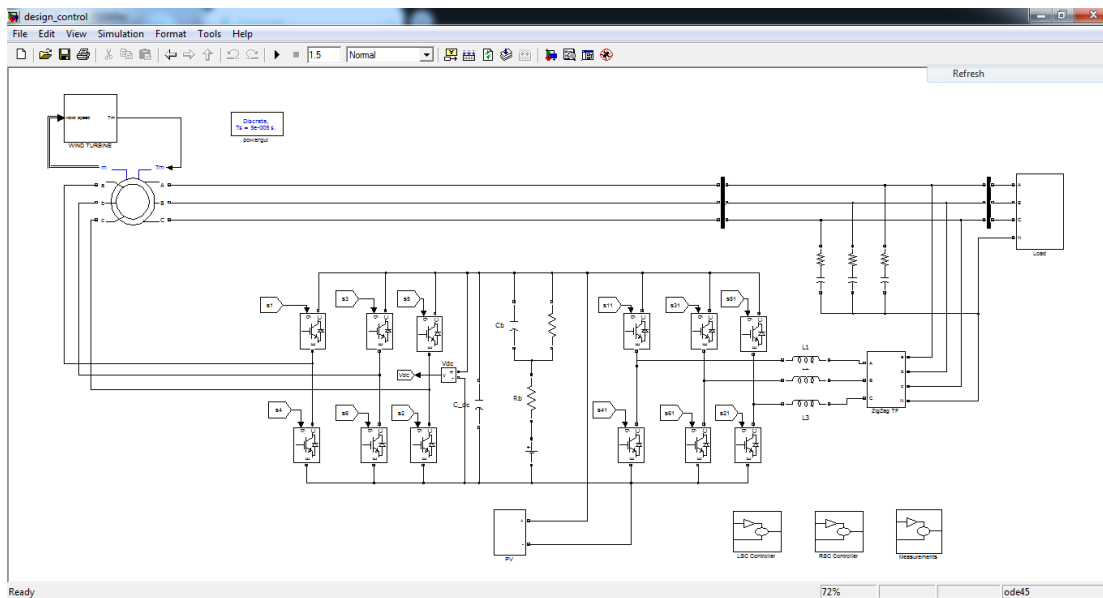 design_control
File Edit View Simulation Format Tools Help
1.5 Normal
Refresh
rotor speed Tm
WIND TURBINE
Discrete,
Ts = 5e-005 s.
powergui
m Tm
a A
b B
c C
A
B
C
N
Load
s1 s3 s5
s11 s31 s51
Cb
Vdc
Vdc
v
C_dc
Rb
s4 s6 s2
s41 s61 s21
L1
L3
A
B
C
a
b
c
N
ZigZag TF
PV
LSC Controller
RSC Controller
Measurements
Ready 72% ode45